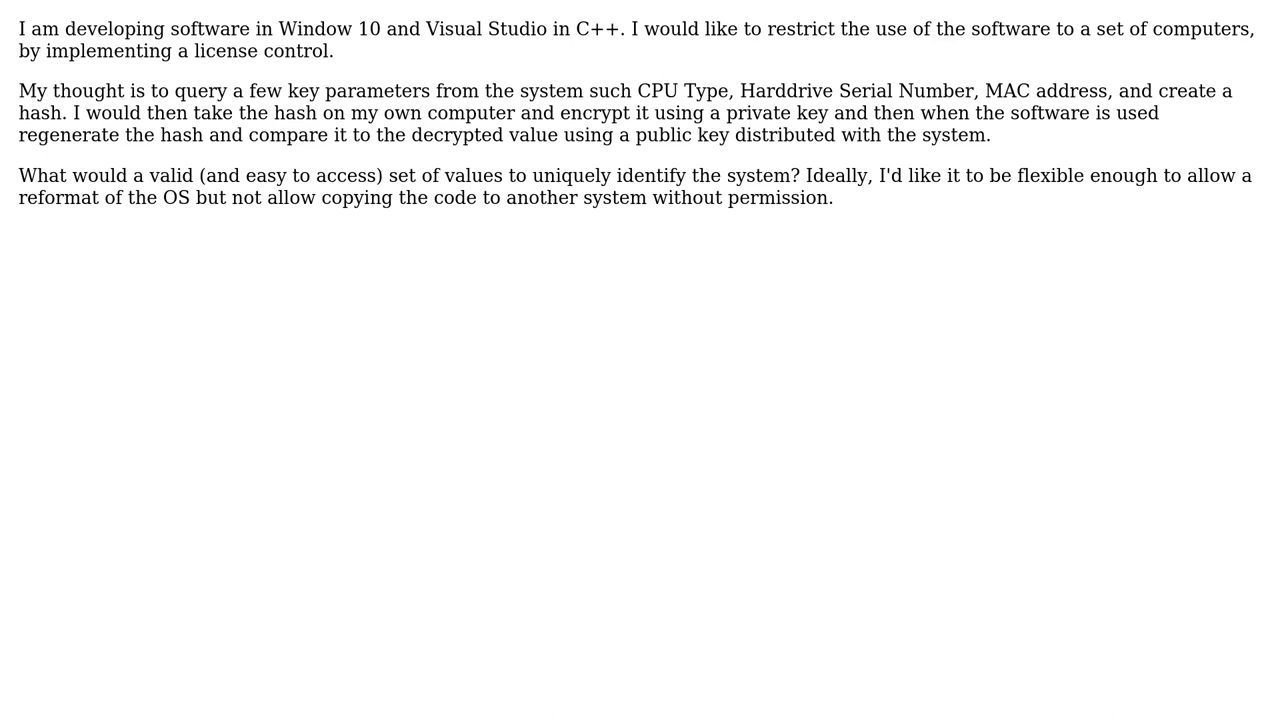 I am developing software in Window 10 and Visual Studio in C++. I would like to restrict the use of the software to a set of computers,
by implementing a license control.
My thought is to query a few key parameters from the system such CPU Type, Harddrive Serial Number, MAC address, and create a
hash. I would then take the hash on my own computer and encrypt it using a private key and then when the software is used
regenerate the hash and compare it to the decrypted value using a public key distributed with the system.
What would a valid (and easy to access) set of values to uniquely identify the system? Ideally, I'd like it to be flexible enough to allow a
reformat of the OS but not allow copying the code to another system without permission.